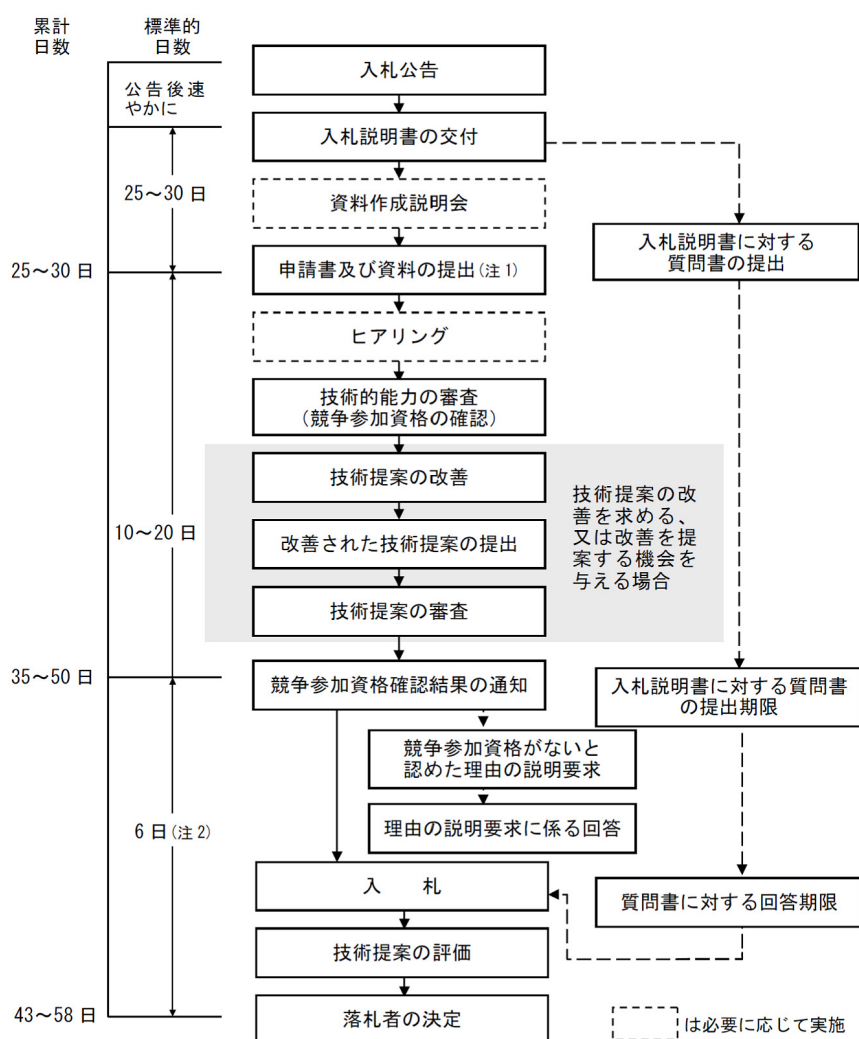 累計
日数
標準的
日数
公告後速
やかに
入札公告
入札説明書の交付
25～30日
資料作成説明会
入札説明書に対する
質問書の提出
25～30日
申請書及び資料の提出(注1)
ヒアリング
技術的能力の審査
(競争参加資格の確認)
技術提案の改善
技術提案の改
善を求める、
又は改善を提
案する機会を
与える場合
10～20日
改善された技術提案の提出
技術提案の審査
35～50日
競争参加資格確認結果の通知
入札説明書に対する質問書
の提出期限
競争参加資格がないと
認めた理由の説明要求
6日(注2)
理由の説明要求に係る回答
入　　札
質問書に対する回答期限
技術提案の評価
43～58日
落札者の決定
は必要に応じて実施